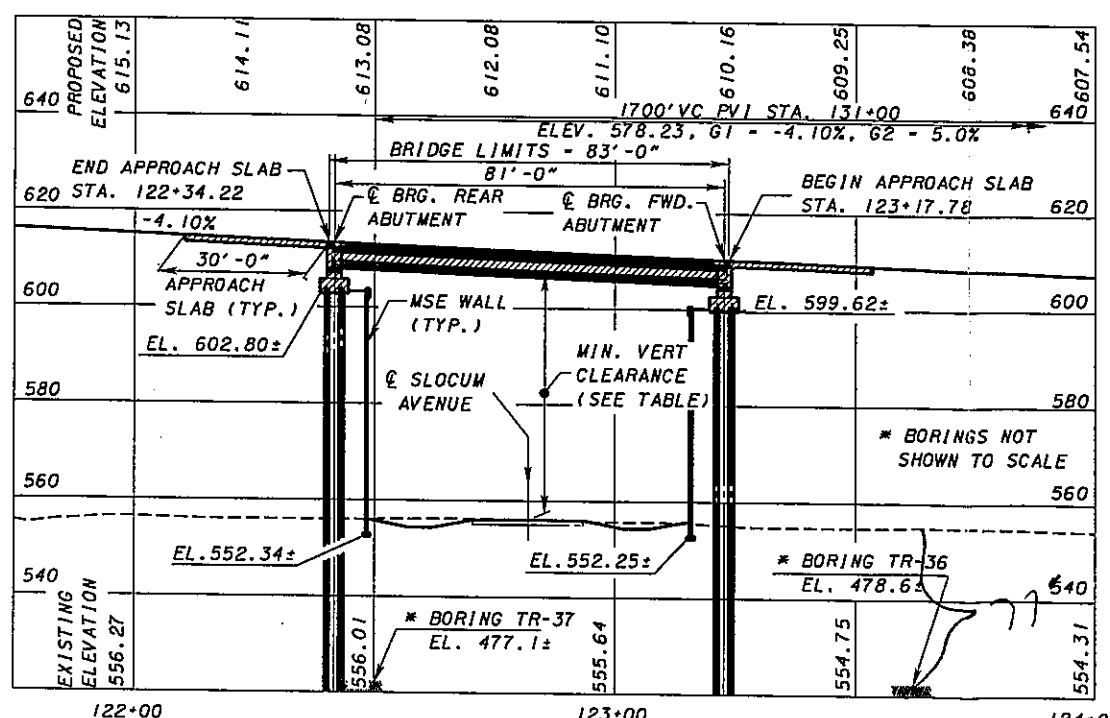 PROPOSED
ELEVATION
615.13
614.11
613.08
612.08
611.10
610.16
609.25
608.38
607.54
640
1700' VC PVI STA. 131+00
640
ELEV. 578.23, G1 = -4.10%, G2 = 5.0%
BRIDGE LIMITS = 83'-0"
81'-0"
END APPROACH SLAB
STA. 122+34.22
℄ BRG. REAR
ABUTMENT
℄ BRG. FWD.
ABUTMENT
BEGIN APPROACH SLAB
STA. 123+17.78
620
620
-4.10%
30'-0"
APPROACH
SLAB (TYP.)
600
MSE WALL
(TYP.)
EL. 599.62±
600
EL. 602.80±
MIN. VERT
CLEARANCE
(SEE TABLE)
℄ SLOCUM
AVENUE
580
580
* BORINGS NOT
SHOWN TO SCALE
560
560
EL.552.34±
EL.552.25±
* BORING TR-36
EL. 478.6±
540
540
77'
* BORING TR-37
EL. 477.1±
EXISTING
ELEVATION
556.27
556.01
555.64
554.75
554.31
122+00
123+00